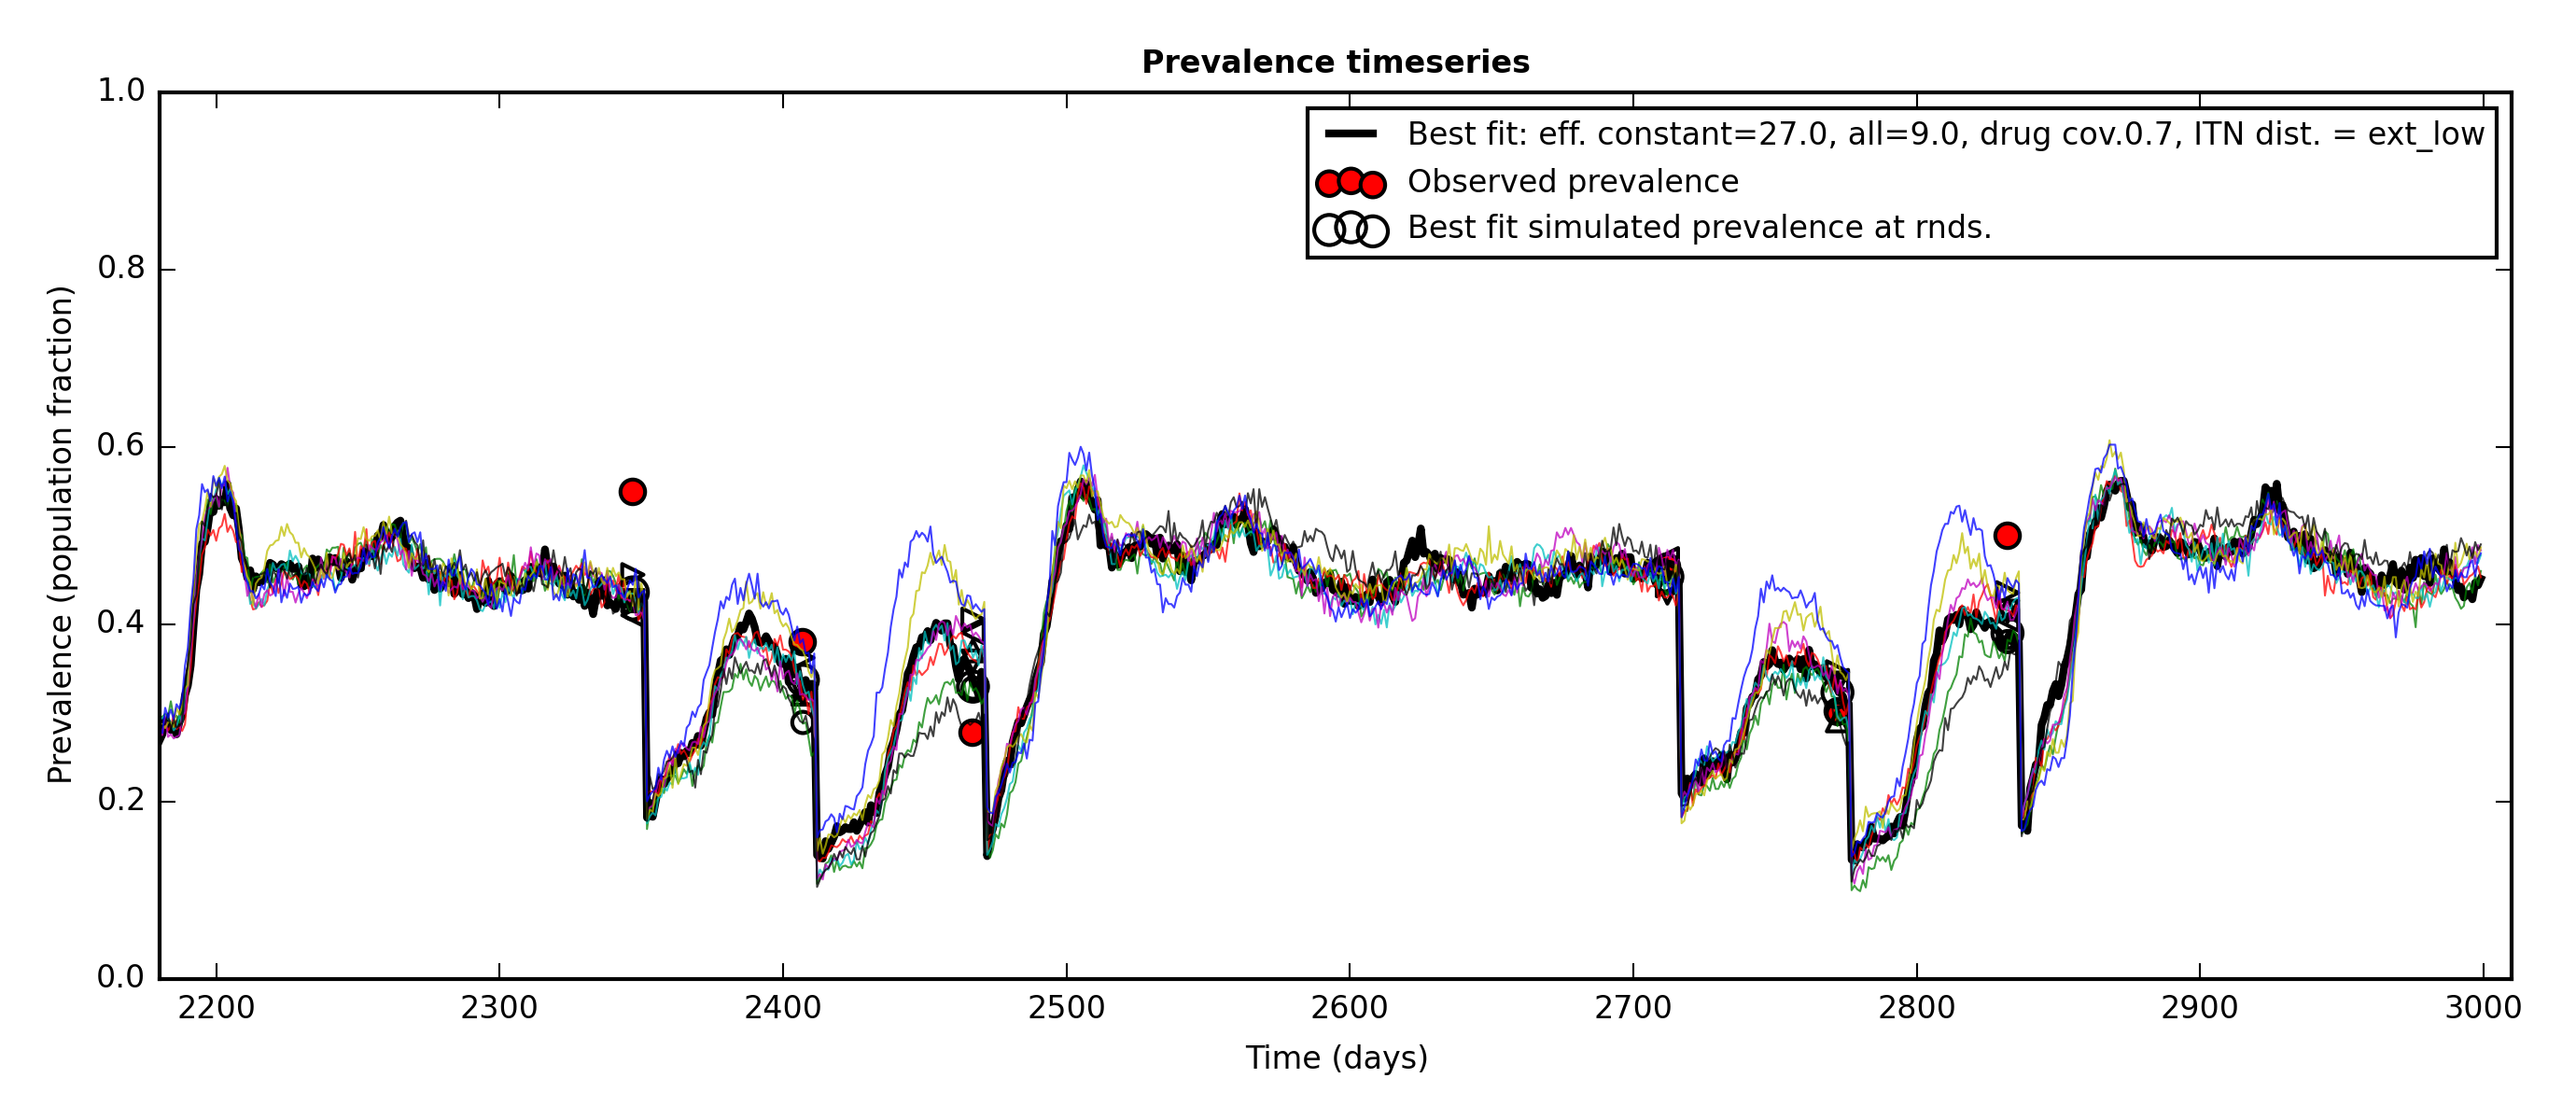 Prevalence timeseries
1.0
0.8
0.6
0.4
0.2
0.0
Prevalence (population fraction)
Best fit: eff. constant=27.0, all=9.0, drug cov.0.7, ITN dist. = ext_low
Observed prevalence
Best fit simulated prevalence at rnds.
2200 2300 2400 2500 2600 2700 2800 2900 3000
Time (days)